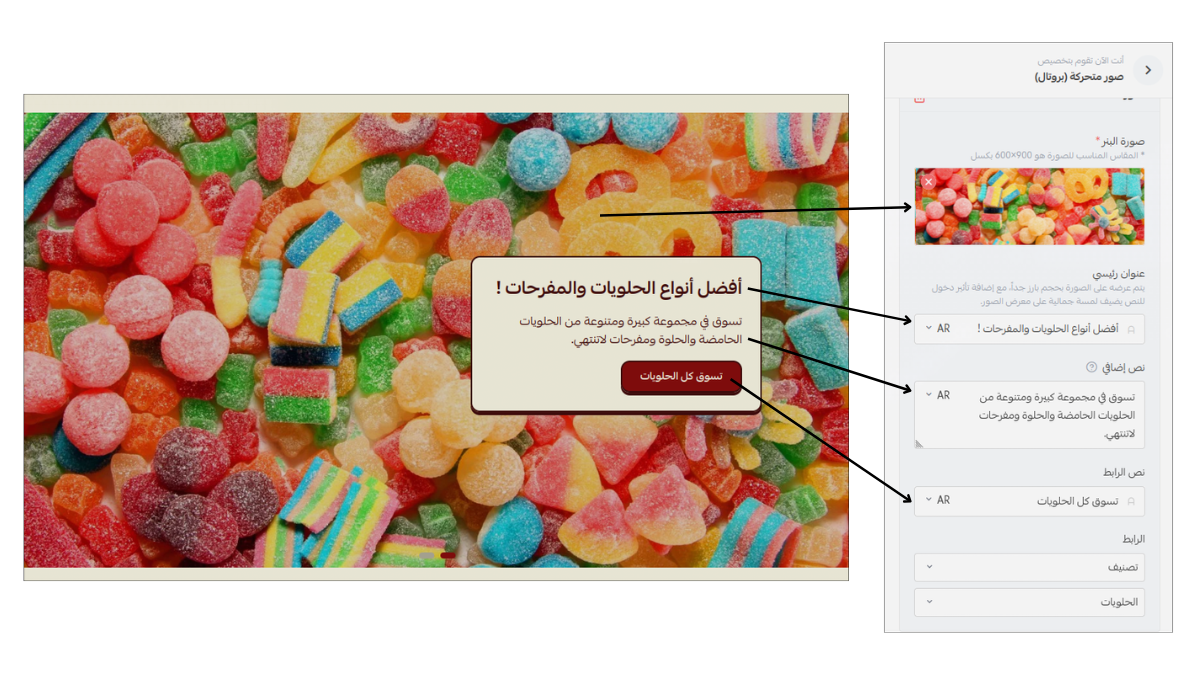 أنت الآن تقوم بتخصيص
صور متحركة (بروتال)
صورة البنر *
* المقاس المناسب للصورة هو 900×600 بكسل
عنوان رئيسي
يتم عرضه على الصورة بحجم بارز جداً، مع إضافة تأثير دخول
للنص يضيف لمسة جمالية على معرض الصور.
أفضل أنواع الحلويات والمفرحات !
AR
نص إضافي
تسوق في مجموعة كبيرة ومتنوعة من
الحلويات الحامضة والحلوة ومفرحات
لاتنتهي.
AR
نص الرابط
تسوق كل الحلويات
AR
الرابط
تصنيف
الحلويات
أفضل أنواع الحلويات والمفرحات !
تسوق في مجموعة كبيرة ومتنوعة من الحلويات
الحامضة والحلوة ومفرحات لاتنتهي.
تسوق كل الحلويات